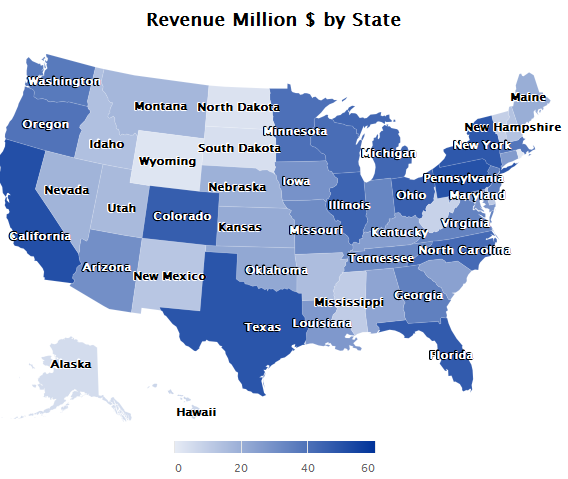 Revenue Million $ by State
Washington
Oregon
Montana
North Dakota
Minnesota
Maine
New Hampshire
Idaho
Wyoming
South Dakota
Michigan
New York
Nevada
Utah
Nebraska
Iowa
Pennsylvania
Colorado
Kansas
Illinois
Ohio
Maryland
Virginia
California
Missouri
Kentucky
Arizona
New Mexico
Oklahoma
Tennessee
North Carolina
Mississippi
Georgia
Texas
Louisiana
Florida
Alaska
Hawaii
0 20 40 60